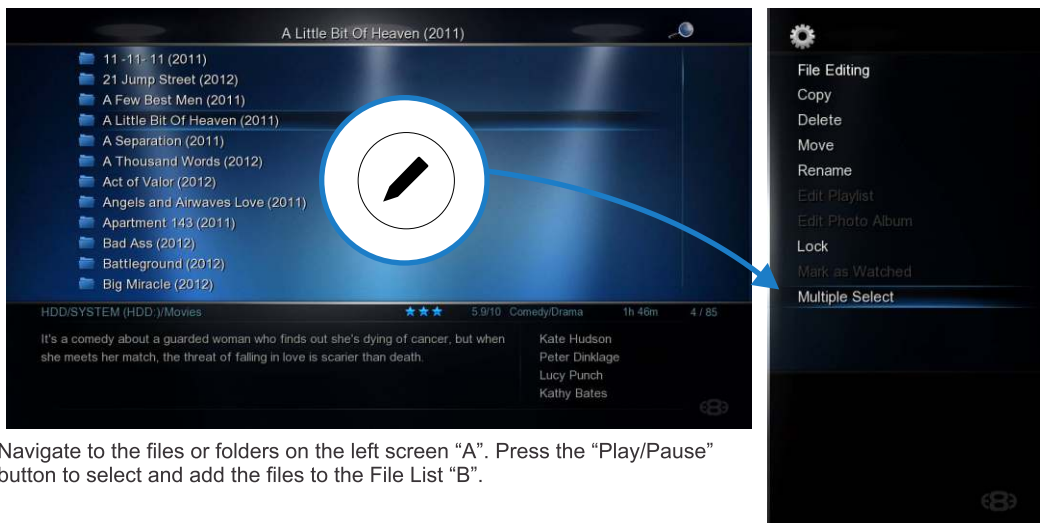 A Little Bit Of Heaven (2011)
11 -11- 11 (2011)
21 Jump Street (2012)
A Few Best Men (2011)
A Little Bit Of Heaven (2011)
A Separation (2011)
A Thousand Words (2012)
Act of Valor (2012)
Angels and Airwaves Love (2011)
Apartment 143 (2011)
Bad Ass (2012)
Battleground (2012)
Big Miracle (2012)
HDD/SYSTEM (HDD:)/Movies 5.9/10 Comedy/Drama 1h 46m 4 / 85
It's a comedy about a guarded woman who finds out she's dying of cancer, but when
she meets her match, the threat of falling in love is scarier than death.
Kate Hudson
Peter Dinklage
Lucy Punch
Kathy Bates
File Editing
Copy
Delete
Move
Rename
Edit Playlist
Edit Photo Album
Lock
Mark as Watched
Multiple Select
Navigate to the files or folders on the left screen “A”. Press the “Play/Pause”
button to select and add the files to the File List “B”.